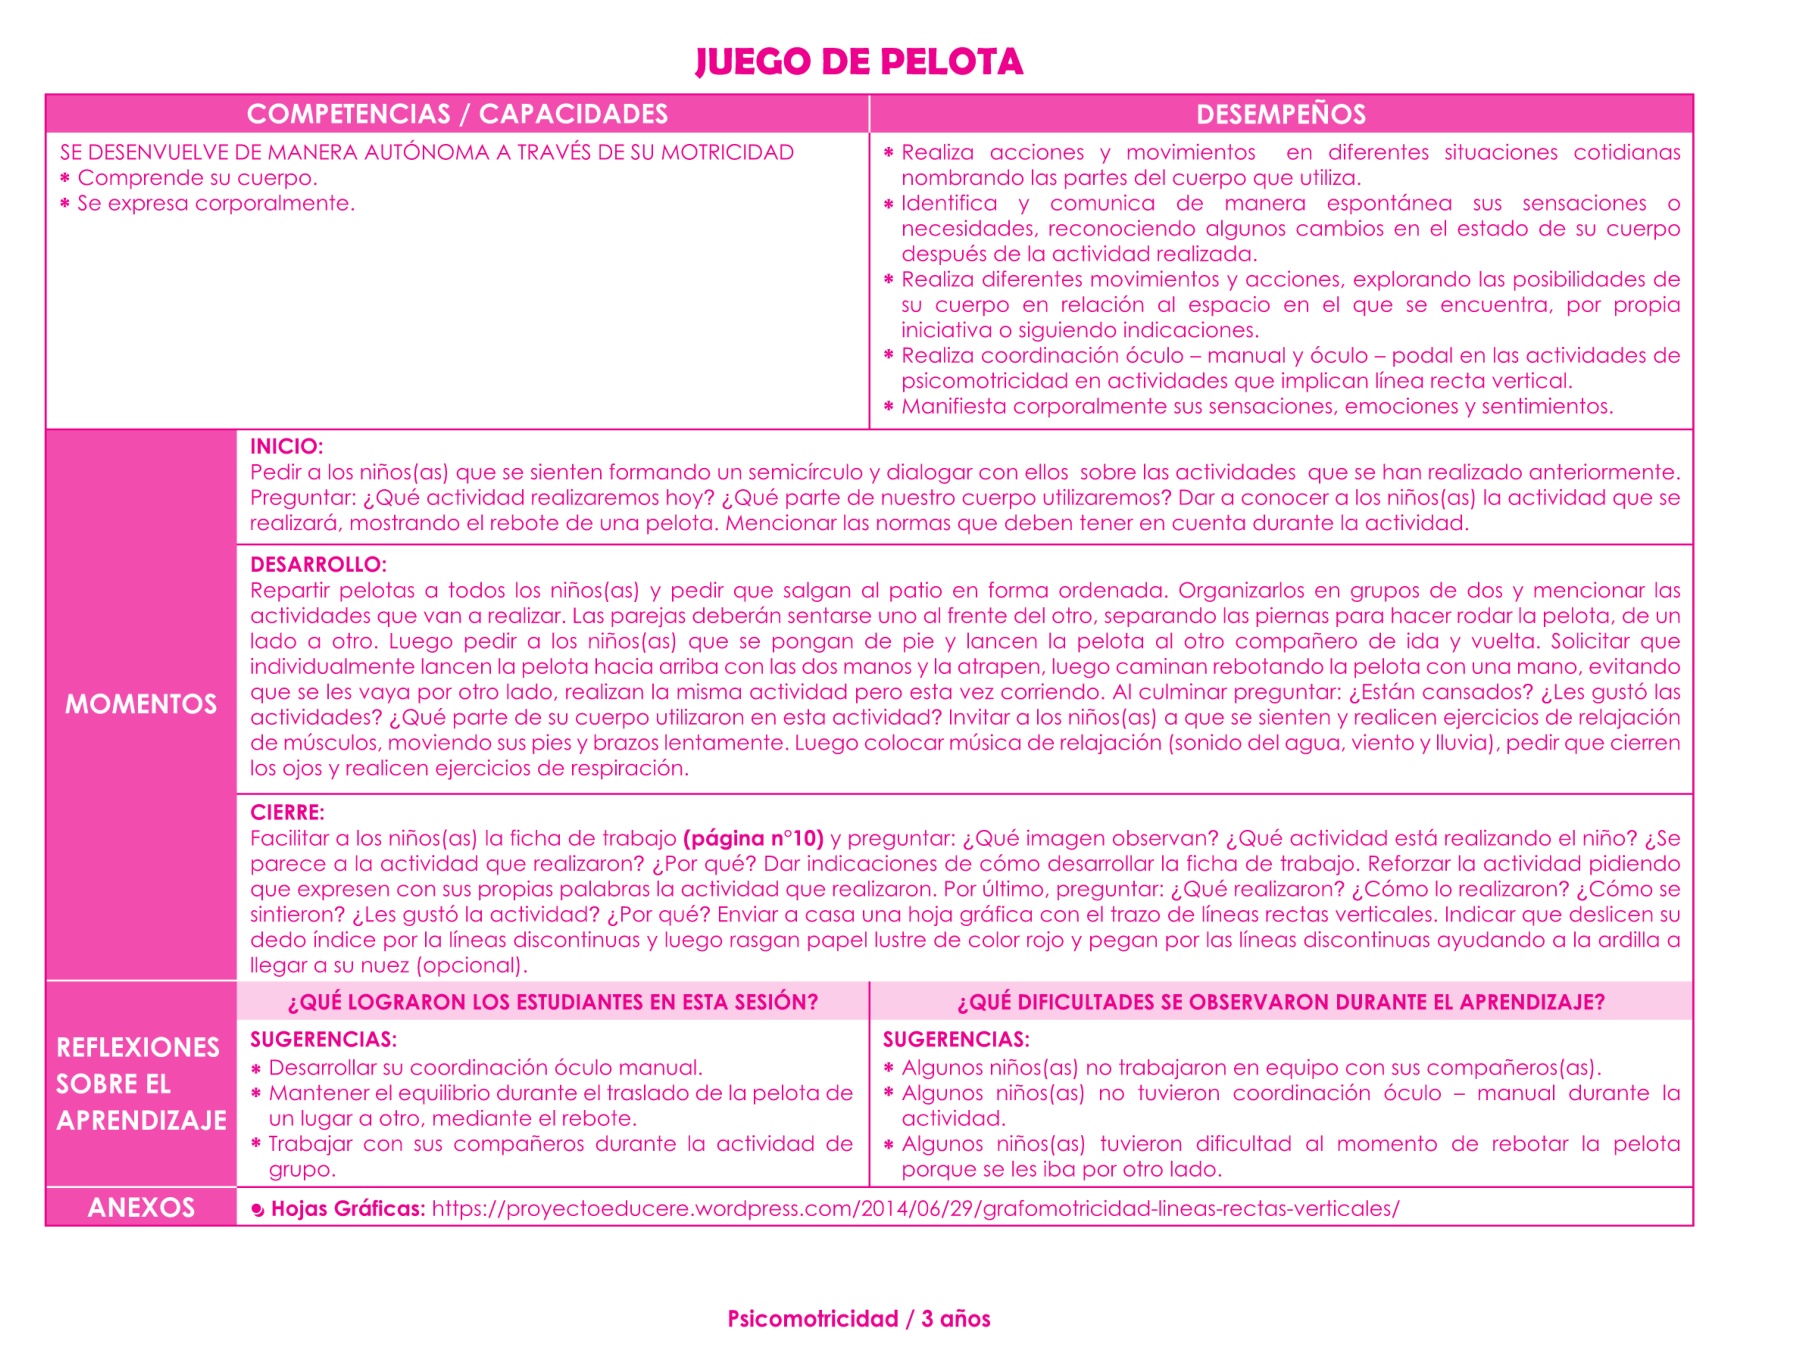 JUEGO DE PELOTA
COMPETENCIAS / CAPACIDADES
SE DESENVUELVE DE MANERA AUTÓNOMA A TRAVÉS DE SU MOTRICIDAD
* Comprende su cuerpo.
* Se expresa corporalmente.
DESEMPEÑOS
* Realiza acciones y movimientos en diferentes situaciones cotidianas
nombrando las partes del cuerpo que utiliza.
* Identifica y comunica de manera espontánea sus sensaciones o
necesidades, reconociendo algunos cambios en el estado de su cuerpo
después de la actividad realizada.
* Realiza diferentes movimientos y acciones, explorando las posibilidades de
su cuerpo en relación al espacio en el que se encuentra, por propia
iniciativa o siguiendo indicaciones.
* Realiza coordinación óculo – manual y óculo – podal en las actividades de
psicomotricidad en actividades que implican línea recta vertical.
* Manifiesta corporalmente sus sensaciones, emociones y sentimientos.
MOMENTOS
INICIO:
Pedir a los niños(as) que se sienten formando un semicírculo y dialogar con ellos sobre las actividades que se han realizado anteriormente.
Preguntar: ¿Qué actividad realizaremos hoy? ¿Qué parte de nuestro cuerpo utilizaremos? Dar a conocer a los niños(as) la actividad que se
realizará, mostrando el rebote de una pelota. Mencionar las normas que deben tener en cuenta durante la actividad.
DESARROLLO:
Repartir pelotas a todos los niños(as) y pedir que salgan al patio en forma ordenada. Organizarlos en grupos de dos y mencionar las
actividades que van a realizar. Las parejas deberán sentarse uno al frente del otro, separando las piernas para hacer rodar la pelota, de un
lado a otro. Luego pedir a los niños(as) que se pongan de pie y lancen la pelota al otro compañero de ida y vuelta. Solicitar que
individualmente lancen la pelota hacia arriba con las dos manos y la atrapen, luego caminan rebotando la pelota con una mano, evitando
que se les vaya por otro lado, realizan la misma actividad pero esta vez corriendo. Al culminar preguntar: ¿Están cansados? ¿Les gustó las
actividades? ¿Qué parte de su cuerpo utilizaron en esta actividad? Invitar a los niños(as) a que se sienten y realicen ejercicios de relajación
de músculos, moviendo sus pies y brazos lentamente. Luego colocar música de relajación (sonido del agua, viento y lluvia), pedir que cierren
los ojos y realicen ejercicios de respiración.
CIERRE:
Facilitar a los niños(as) la ficha de trabajo (página n°10) y preguntar: ¿Qué imagen observan? ¿Qué actividad está realizando el niño? ¿Se
parece a la actividad que realizaron? ¿Por qué? Dar indicaciones de cómo desarrollar la ficha de trabajo. Reforzar la actividad pidiendo
que expresen con sus propias palabras la actividad que realizaron. Por último, preguntar: ¿Qué realizaron? ¿Cómo lo realizaron? ¿Cómo se
sintieron? ¿Les gustó la actividad? ¿Por qué? Enviar a casa una hoja gráfica con el trazo de líneas rectas verticales. Indicar que deslicen su
dedo índice por la líneas discontinuas y luego rasgan papel lustre de color rojo y pegan por las líneas discontinuas ayudando a la ardilla a
llegar a su nuez (opcional).
REFLEXIONES
SOBRE EL
APRENDIZAJE
¿QUÉ LOGRARON LOS ESTUDIANTES EN ESTA SESIÓN?
SUGERENCIAS:
* Desarrollar su coordinación óculo manual.
* Mantener el equilibrio durante el traslado de la pelota de
un lugar a otro, mediante el rebote.
* Trabajar con sus compañeros durante la actividad de
grupo.
¿QUÉ DIFICULTADES SE OBSERVARON DURANTE EL APRENDIZAJE?
SUGERENCIAS:
* Algunos niños(as) no trabajaron en equipo con sus compañeros(as).
* Algunos niños(as) no tuvieron coordinación óculo – manual durante la
actividad.
* Algunos niños(as) tuvieron dificultad al momento de rebotar la pelota
porque se les iba por otro lado.
ANEXOS
Hojas Gráficas: https://proyectoeducere.wordpress.com/2014/06/29/grafomotricidad-lineas-rectas-verticales/
Psicomotricidad / 3 años